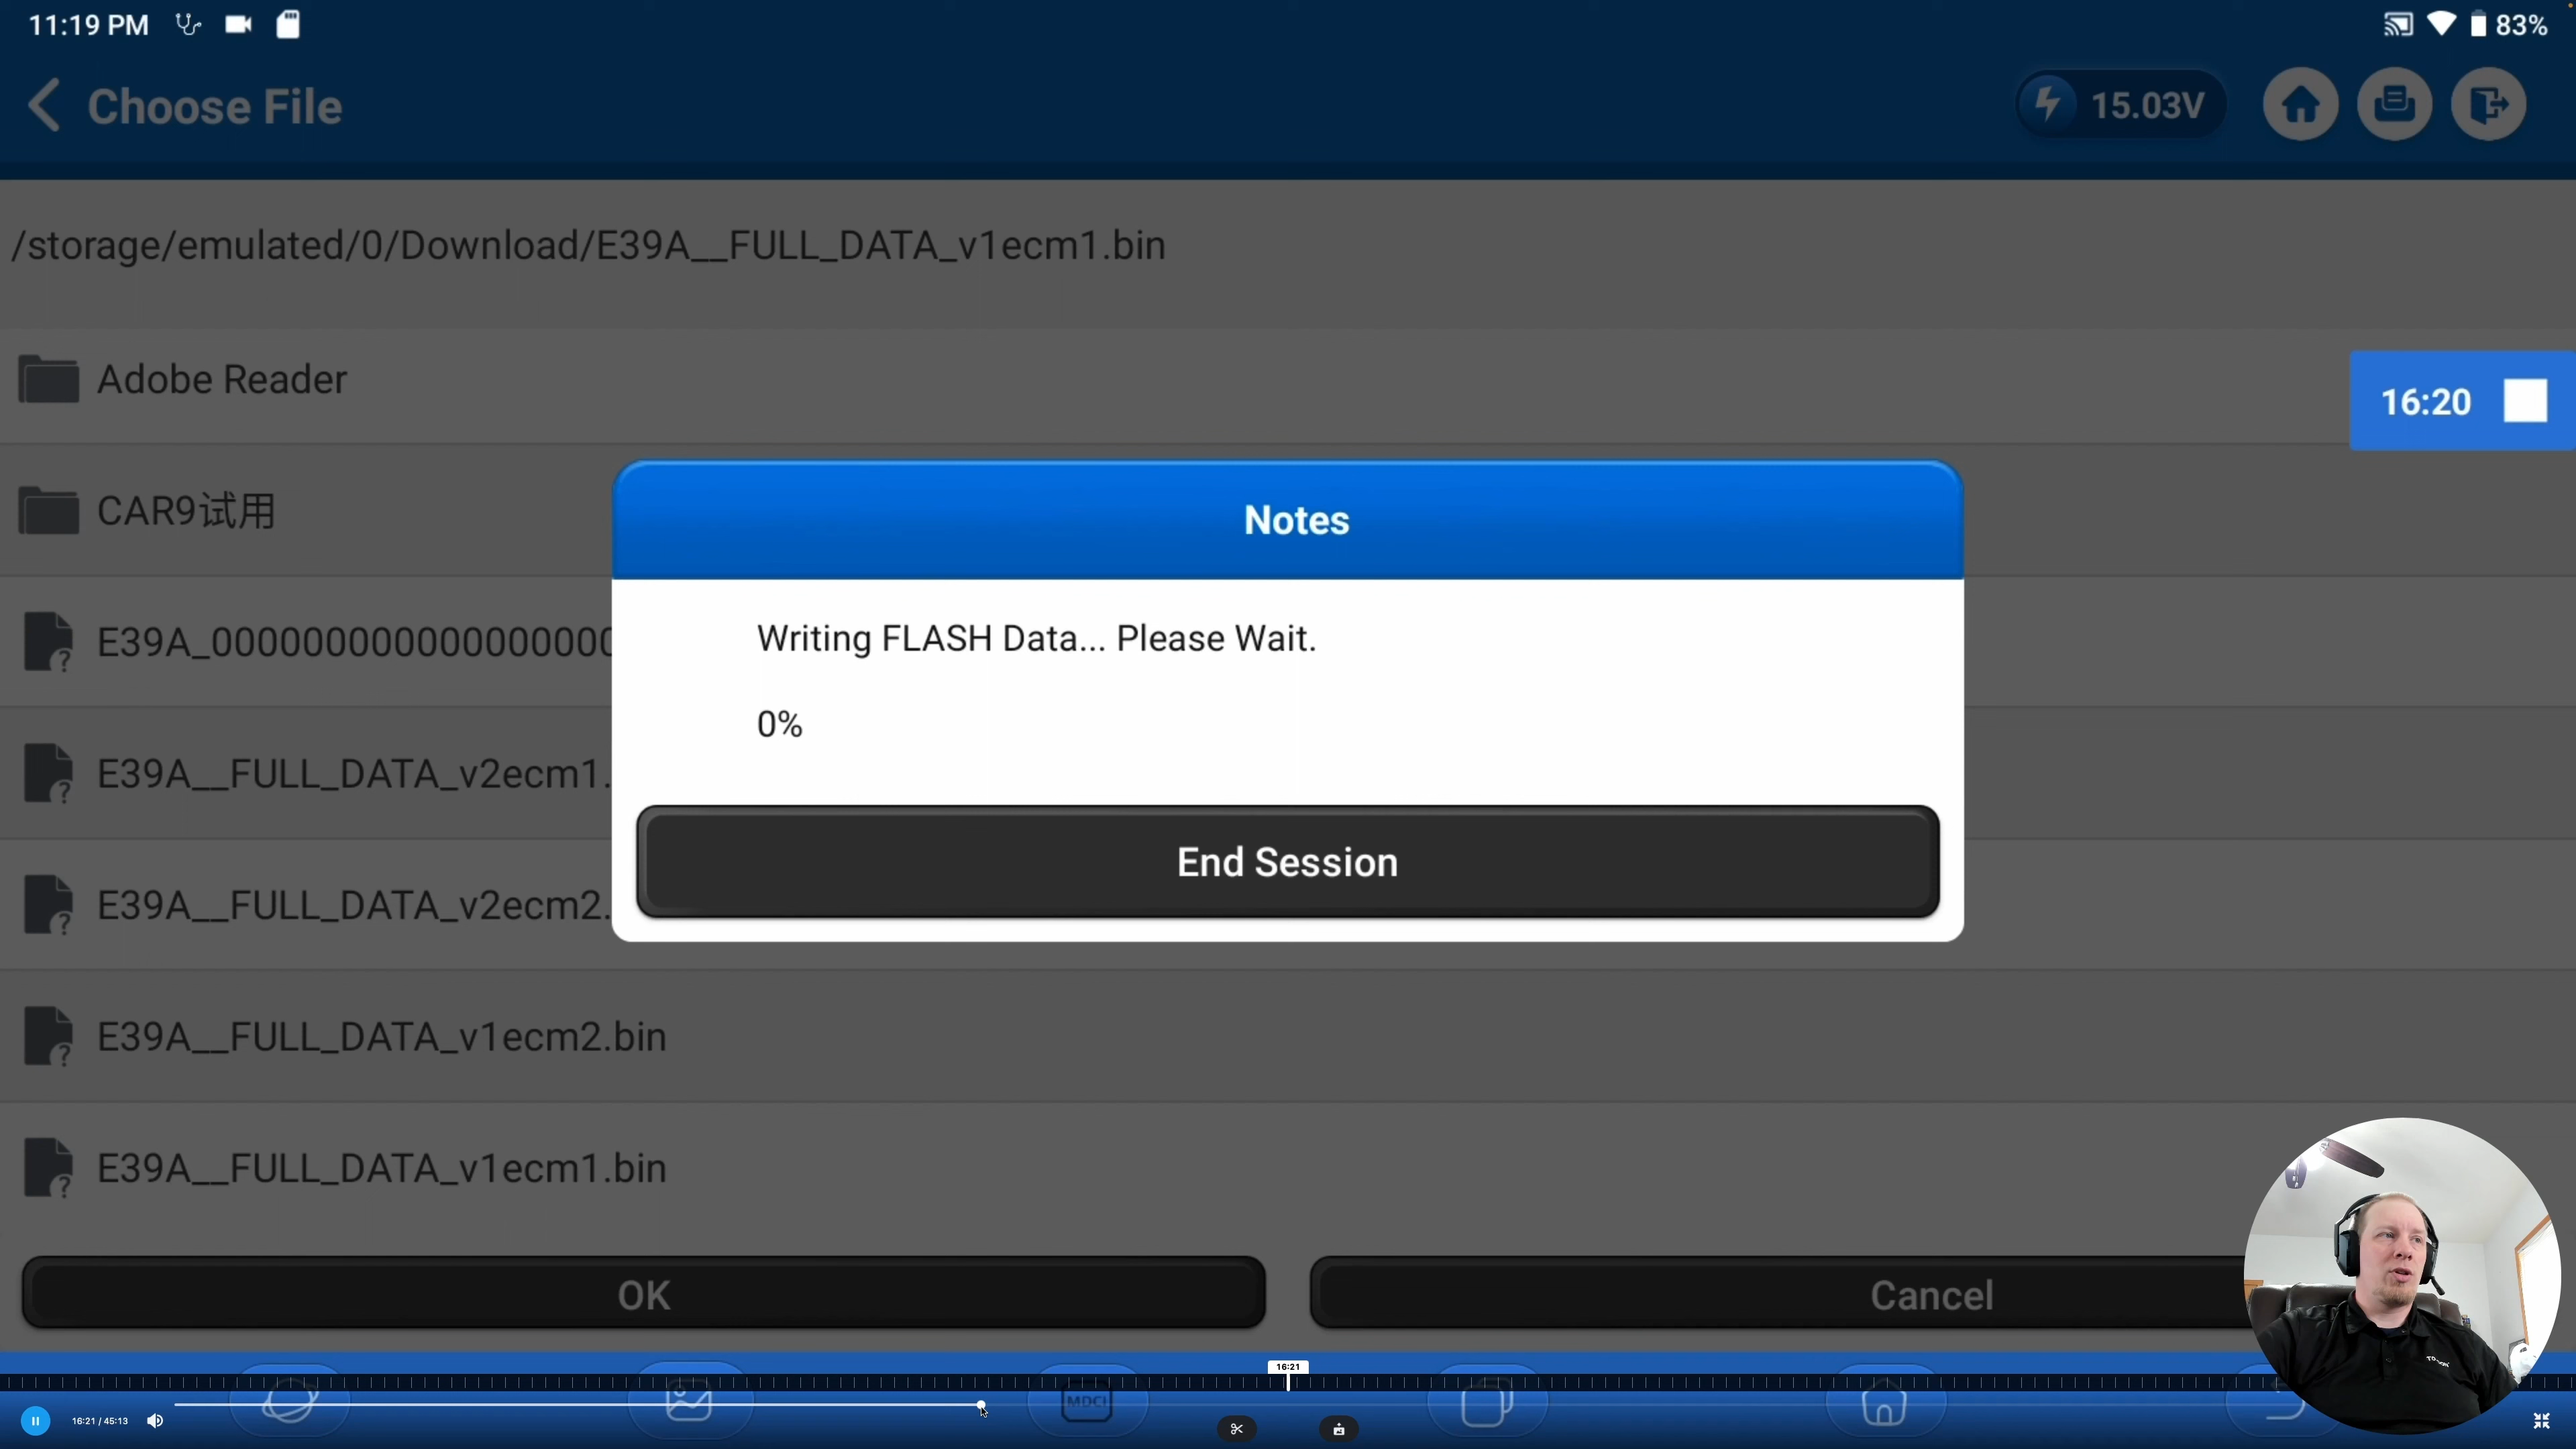 11:19 PM
83%
Choose File
15.03V
/storage/emulated/0/Download/E39A__FULL_DATA_v1ecm1.bin
Adobe Reader
16:20
CAR9试用
Notes
Writing FLASH Data... Please Wait.
0%
End Session
E39A__FULL_DATA_v2ecm1.
E39A__FULL_DATA_v2ecm2.
E39A__FULL_DATA_v1ecm2.bin
E39A__FULL_DATA_v1ecm1.bin
OK
Cancel
16:21
MDCI
16:21 / 45:13